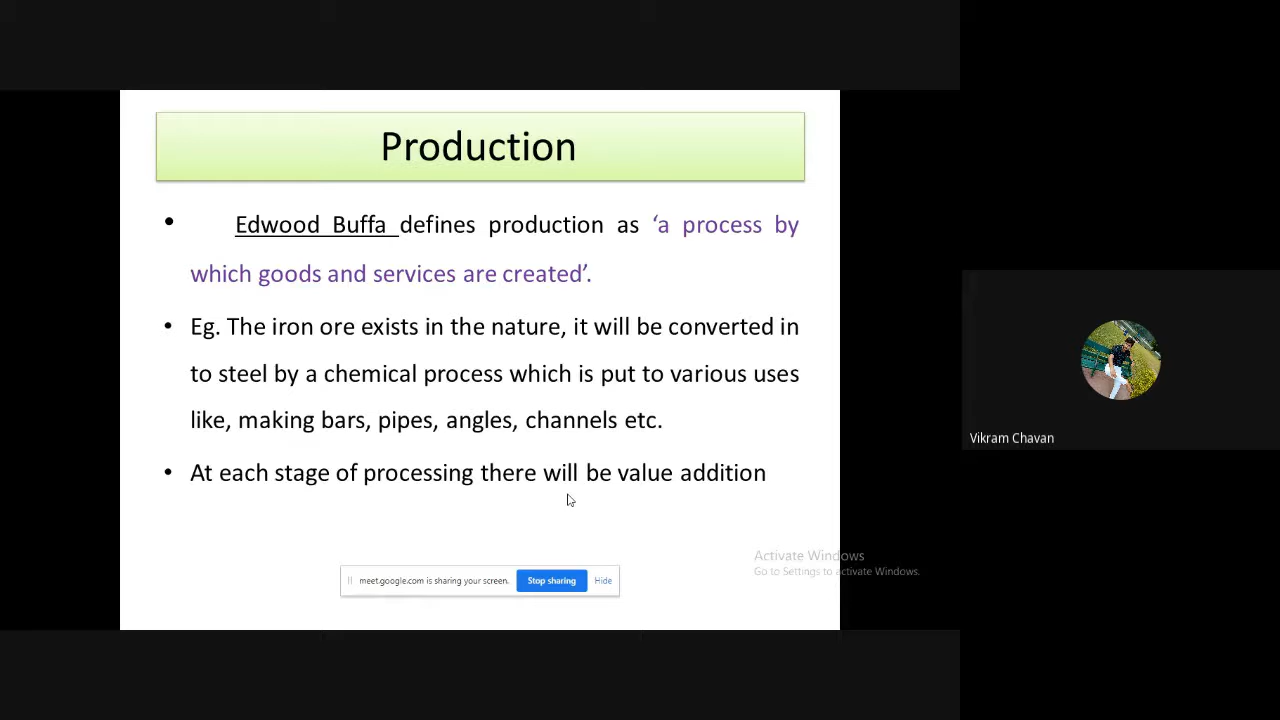 Production
• Edwood Buffa defines production as ‘a process by
which goods and services are created’.
• Eg. The iron ore exists in the nature, it will be converted in
to steel by a chemical process which is put to various uses
like, making bars, pipes, angles, channels etc.
• At each stage of processing there will be value addition
Vikram Chavan
Activate Windows
Go to Settings to activate Windows.
meet.google.com is sharing your screen. Stop sharing Hide